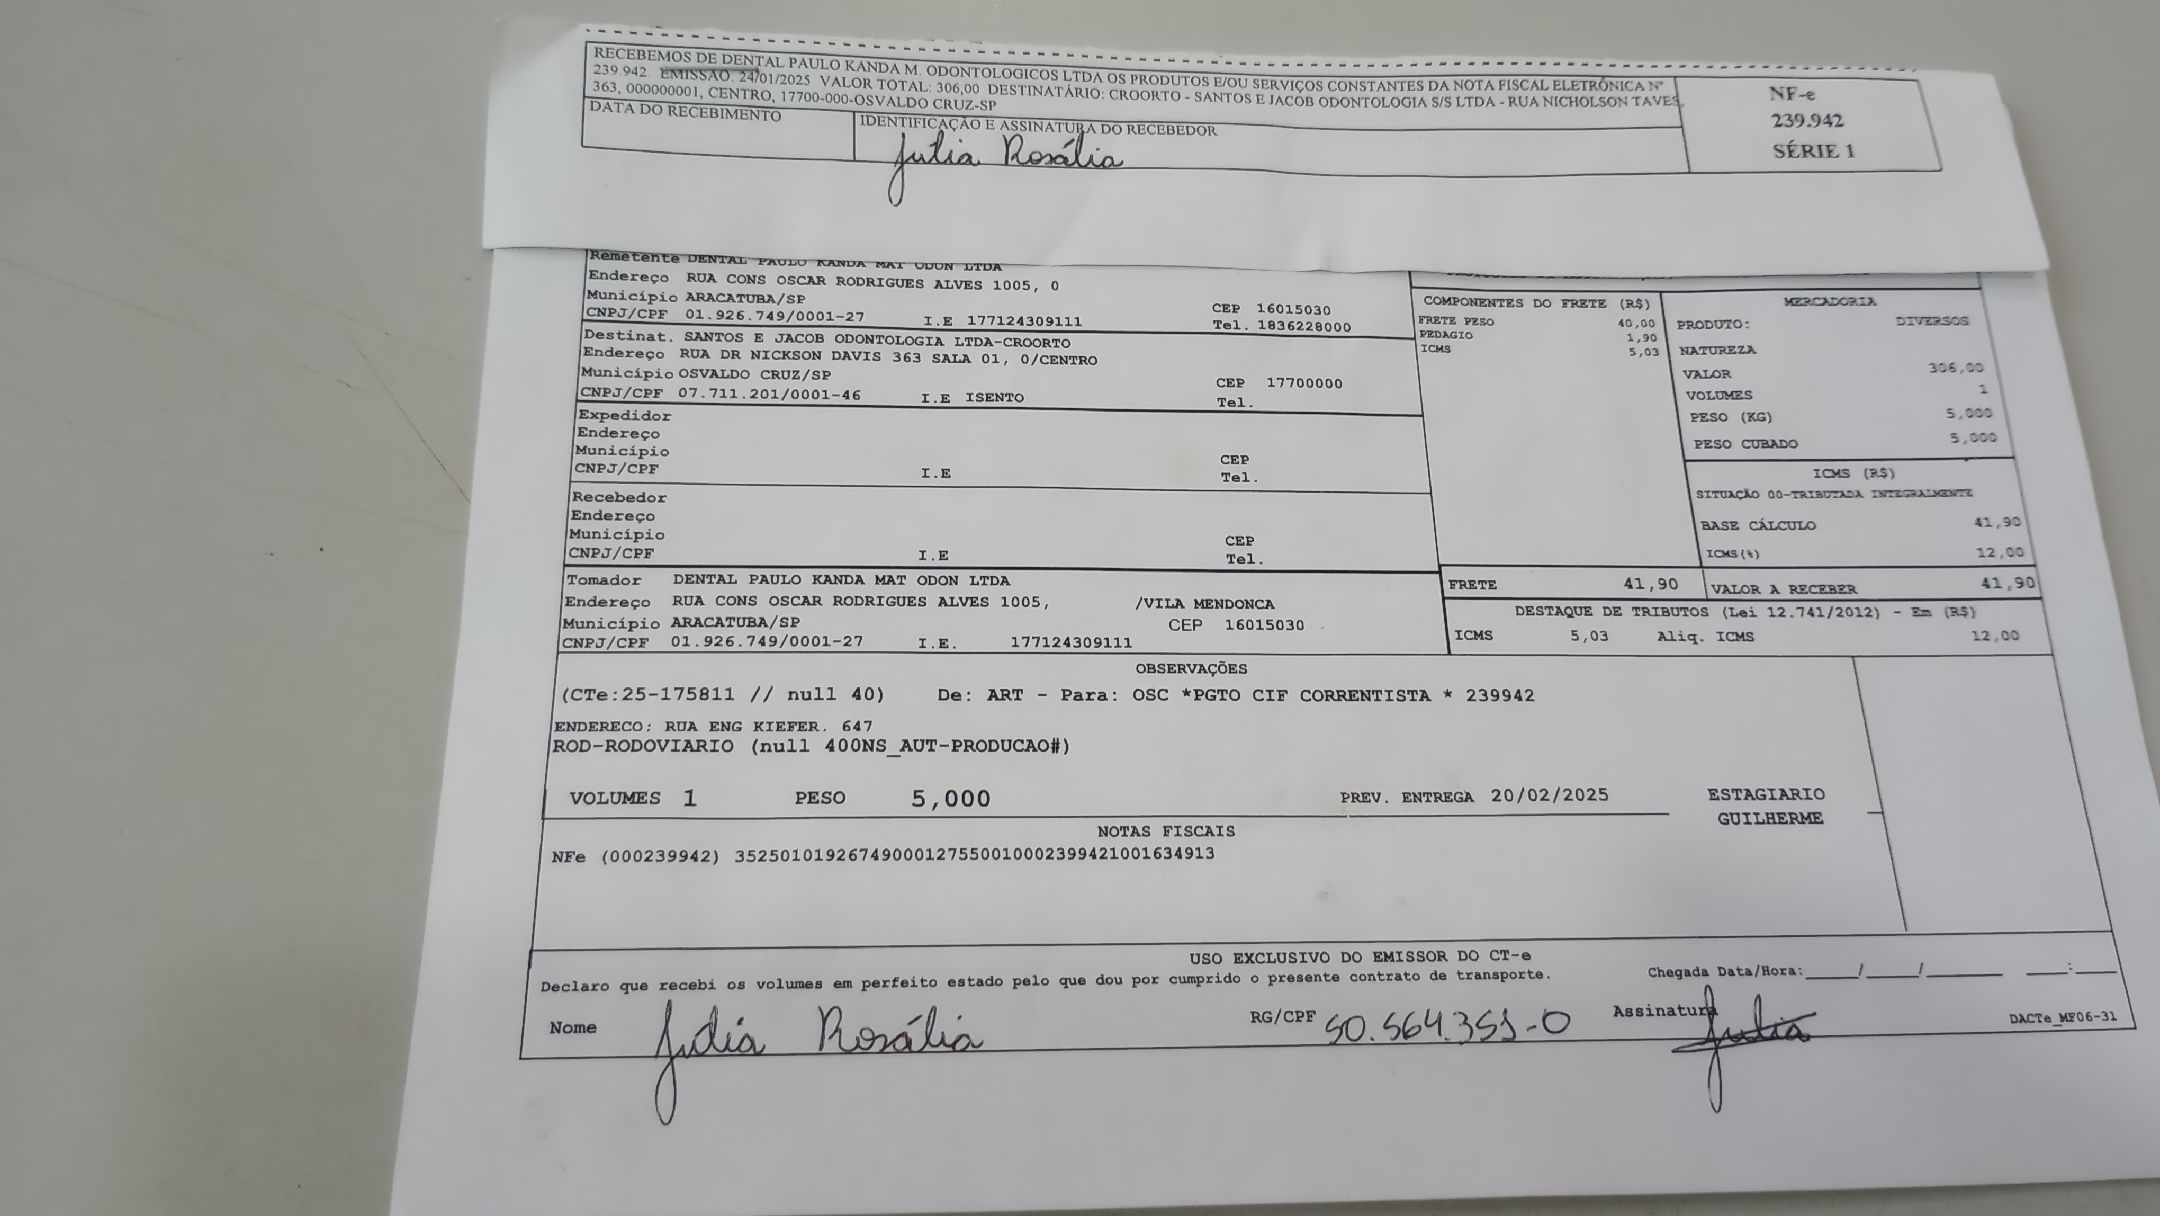 RECEBEMOS DE DENTAL PAULO KANDA M. ODONTOLOGICOS LTDA OS PRODUTOS E/OU SERVIÇOS CONSTANTES DA NOTA FISCAL ELETRÔNICA Nº
239.942 EMISSÃO: 24/01/2025 VALOR TOTAL: 306,00 DESTINATÁRIO: CROORTO - SANTOS E JACOB ODONTOLOGIA S/S LTDA - RUA NICHOLSON TAVES,
363, 000000001, CENTRO, 17700-000-OSVALDO CRUZ-SP
DATA DO RECEBIMENTO
IDENTIFICAÇÃO E ASSINATURA DO RECEBEDOR
Julia Rosália
NF-e
239.942
SÉRIE 1
Remetente DENTAL PAULO KANDA MAT ODON LTDA
Endereço RUA CONS OSCAR RODRIGUES ALVES 1005, 0
Município ARACATUBA/SP CEP 16015030
CNPJ/CPF 01.926.749/0001-27 I.E 177124309111 Tel. 1836228000
Destinat. SANTOS E JACOB ODONTOLOGIA LTDA-CROORTO
Endereço RUA DR NICKSON DAVIS 363 SALA 01, 0/CENTRO
Município OSVALDO CRUZ/SP CEP 17700000
CNPJ/CPF 07.711.201/0001-46 I.E ISENTO Tel.
Expedidor
Endereço
Município CEP
CNPJ/CPF I.E Tel.
Recebedor
Endereço
Município CEP
CNPJ/CPF I.E Tel.
Tomador DENTAL PAULO KANDA MAT ODON LTDA
Endereço RUA CONS OSCAR RODRIGUES ALVES 1005, /VILA MENDONCA
Município ARACATUBA/SP CEP 16015030
CNPJ/CPF 01.926.749/0001-27 I.E. 177124309111
COMPONENTES DO FRETE (R$)
FRETE PESO 40,00
PEDAGIO 1,90
ICMS 5,03
MERCADORIA
PRODUTO: DIVERSOS
NATUREZA
VALOR 306,00
VOLUMES 1
PESO (KG) 5,000
PESO CUBADO 5,000
ICMS (R$)
SITUAÇÃO 00-TRIBUTADA INTEGRALMENTE
BASE CÁLCULO 41,90
ICMS(%) 12,00
FRETE 41,90 VALOR A RECEBER 41,90
DESTAQUE DE TRIBUTOS (Lei 12.741/2012) - Em (R$)
ICMS 5,03 Aliq. ICMS 12,00
OBSERVAÇÕES
(CTe:25-175811 // null 40) De: ART - Para: OSC *PGTO CIF CORRENTISTA * 239942
ENDERECO: RUA ENG KIEFER. 647
ROD-RODOVIARIO (null 400NS_AUT-PRODUCAO#)
VOLUMES 1 PESO 5,000 PREV. ENTREGA 20/02/2025
ESTAGIARIO
GUILHERME
NOTAS FISCAIS
NFe (000239942) 35250101926749000127550010002399421001634913
USO EXCLUSIVO DO EMISSOR DO CT-e
Declaro que recebi os volumes em perfeito estado pelo que dou por cumprido o presente contrato de transporte.
Chegada Data/Hora:____/____/______ ___:___
Nome Julia Rosália RG/CPF 50.564.351-0 Assinatura Julia
DACTe_MF06-31